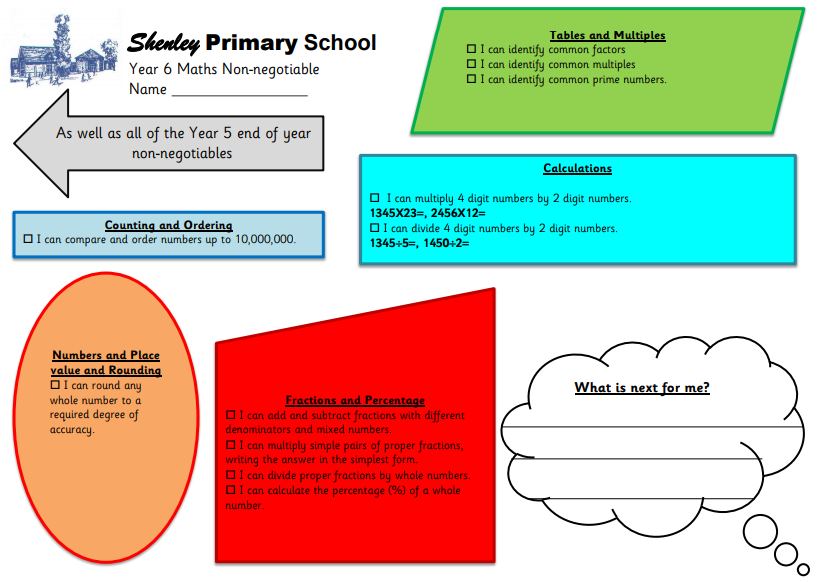 Shenley Primary School
Year 6 Maths Non-negotiable
Name ___________________
As well as all of the Year 5 end of year
non-negotiables
Counting and Ordering
☐ I can compare and order numbers up to 10,000,000.
Tables and Multiples
☐ I can identify common factors
☐ I can identify common multiples
☐ I can identify common prime numbers.
Calculations
☐ I can multiply 4 digit numbers by 2 digit numbers.
1345X23=, 2456X12=
☐ I can divide 4 digit numbers by 2 digit numbers.
1345÷5=, 1450÷2=
Numbers and Place
value and Rounding
☐ I can round any
whole number to a
required degree of
accuracy.
Fractions and Percentage
☐ I can add and subtract fractions with different
denominators and mixed numbers.
☐ I can multiply simple pairs of proper fractions,
writing the answer in the simplest form.
☐ I can divide proper fractions by whole numbers.
☐ I can calculate the percentage (%) of a whole
number.
What is next for me?